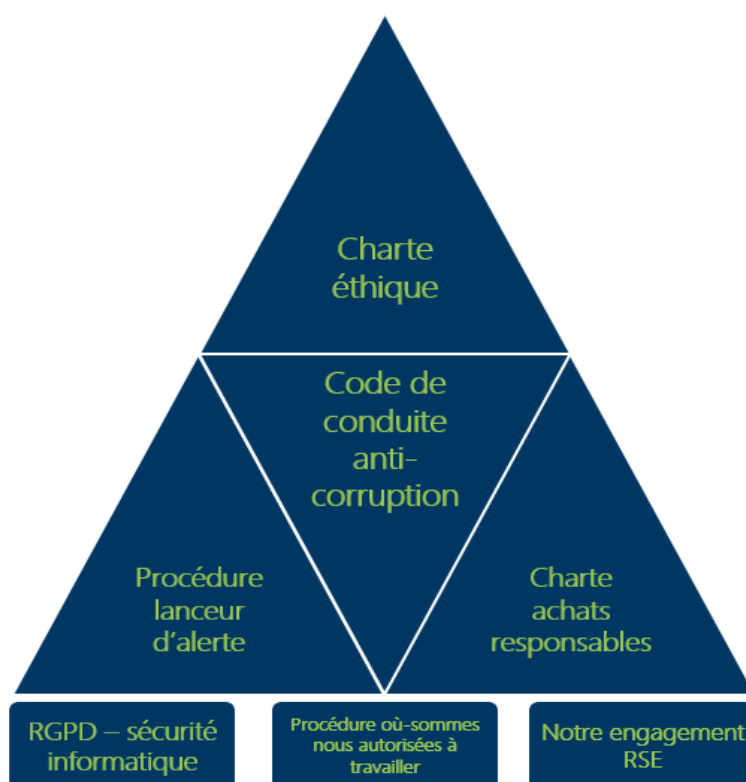 Charte
éthique
Code de
conduite
anti-
corruption
Procédure
lanceur
d'alerte
Charte
achats
responsables
RGPD – sécurité
informatique
Procédure où-sommes
nous autorisées à
travailler
Notre engagement
RSE